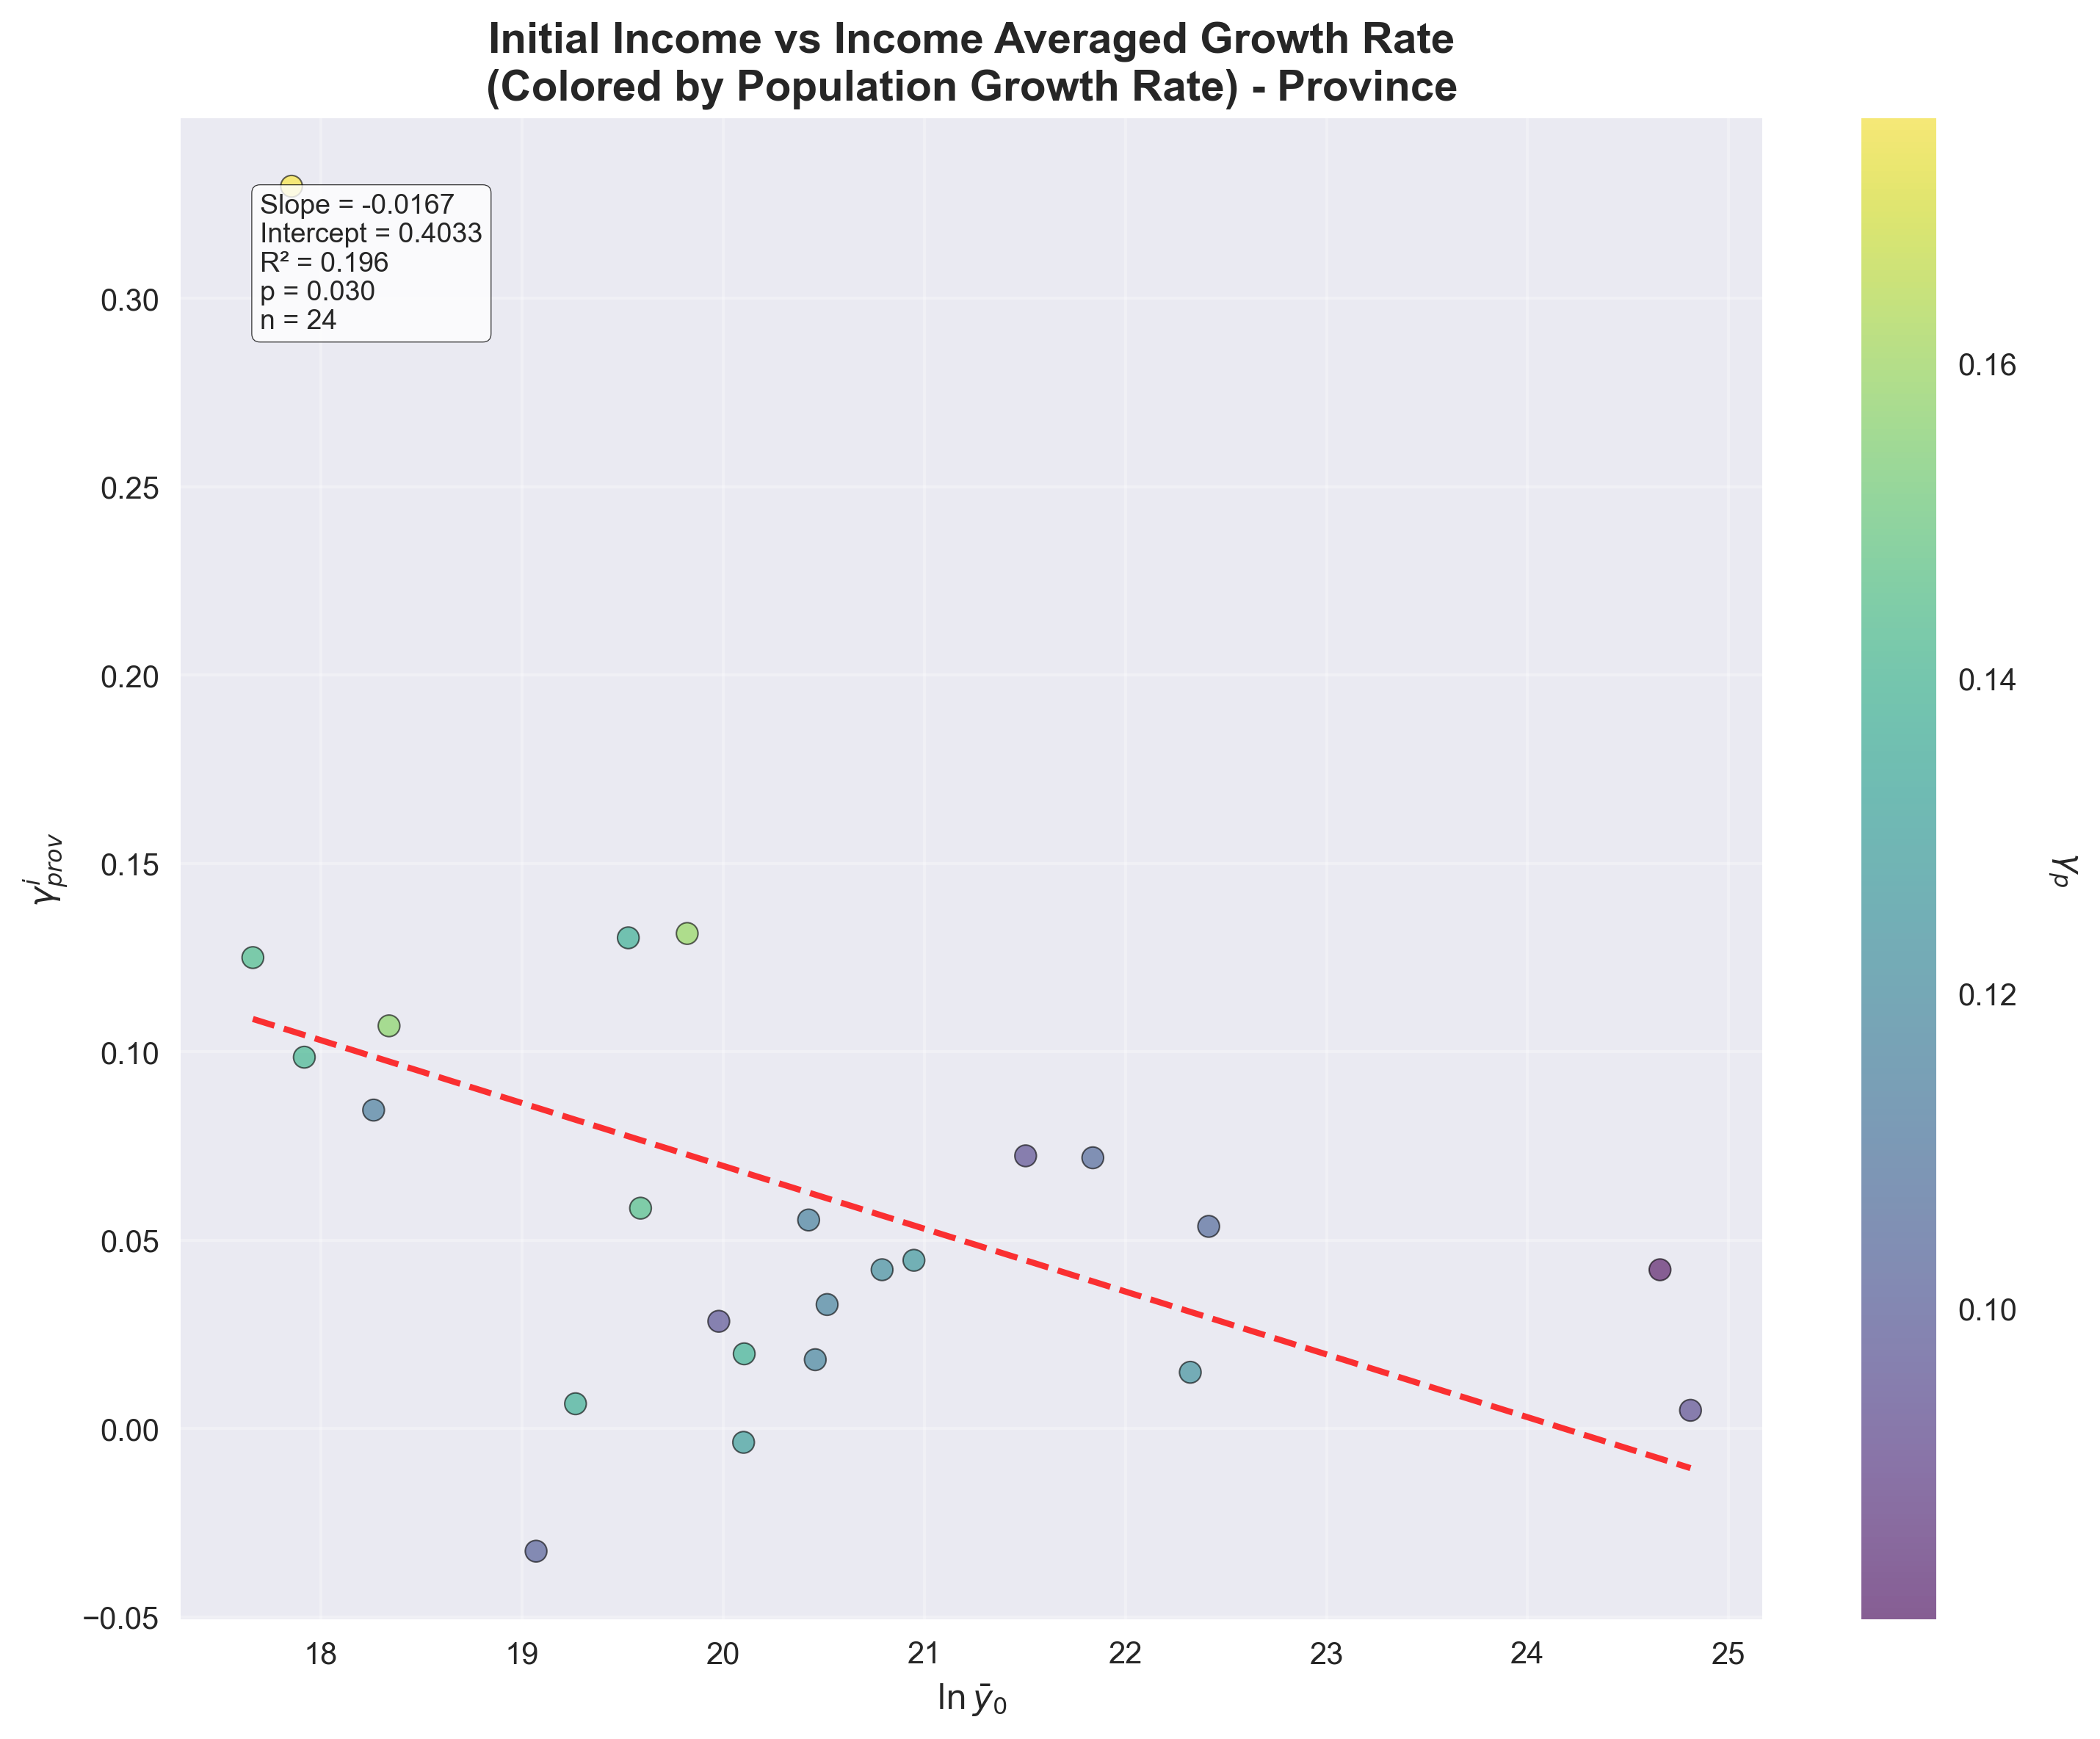 Initial Income vs Income Averaged Growth Rate
(Colored by Population Growth Rate) - Province
Slope = -0.0167
Intercept = 0.4033
R² = 0.196
p = 0.030
n = 24
0.30
0.25
0.20
0.15
0.10
0.05
0.00
−0.05
γ^i_{prov}
18
19
20
21
22
23
24
25
ln ȳ₀
0.16
0.14
0.12
0.10
γ_p